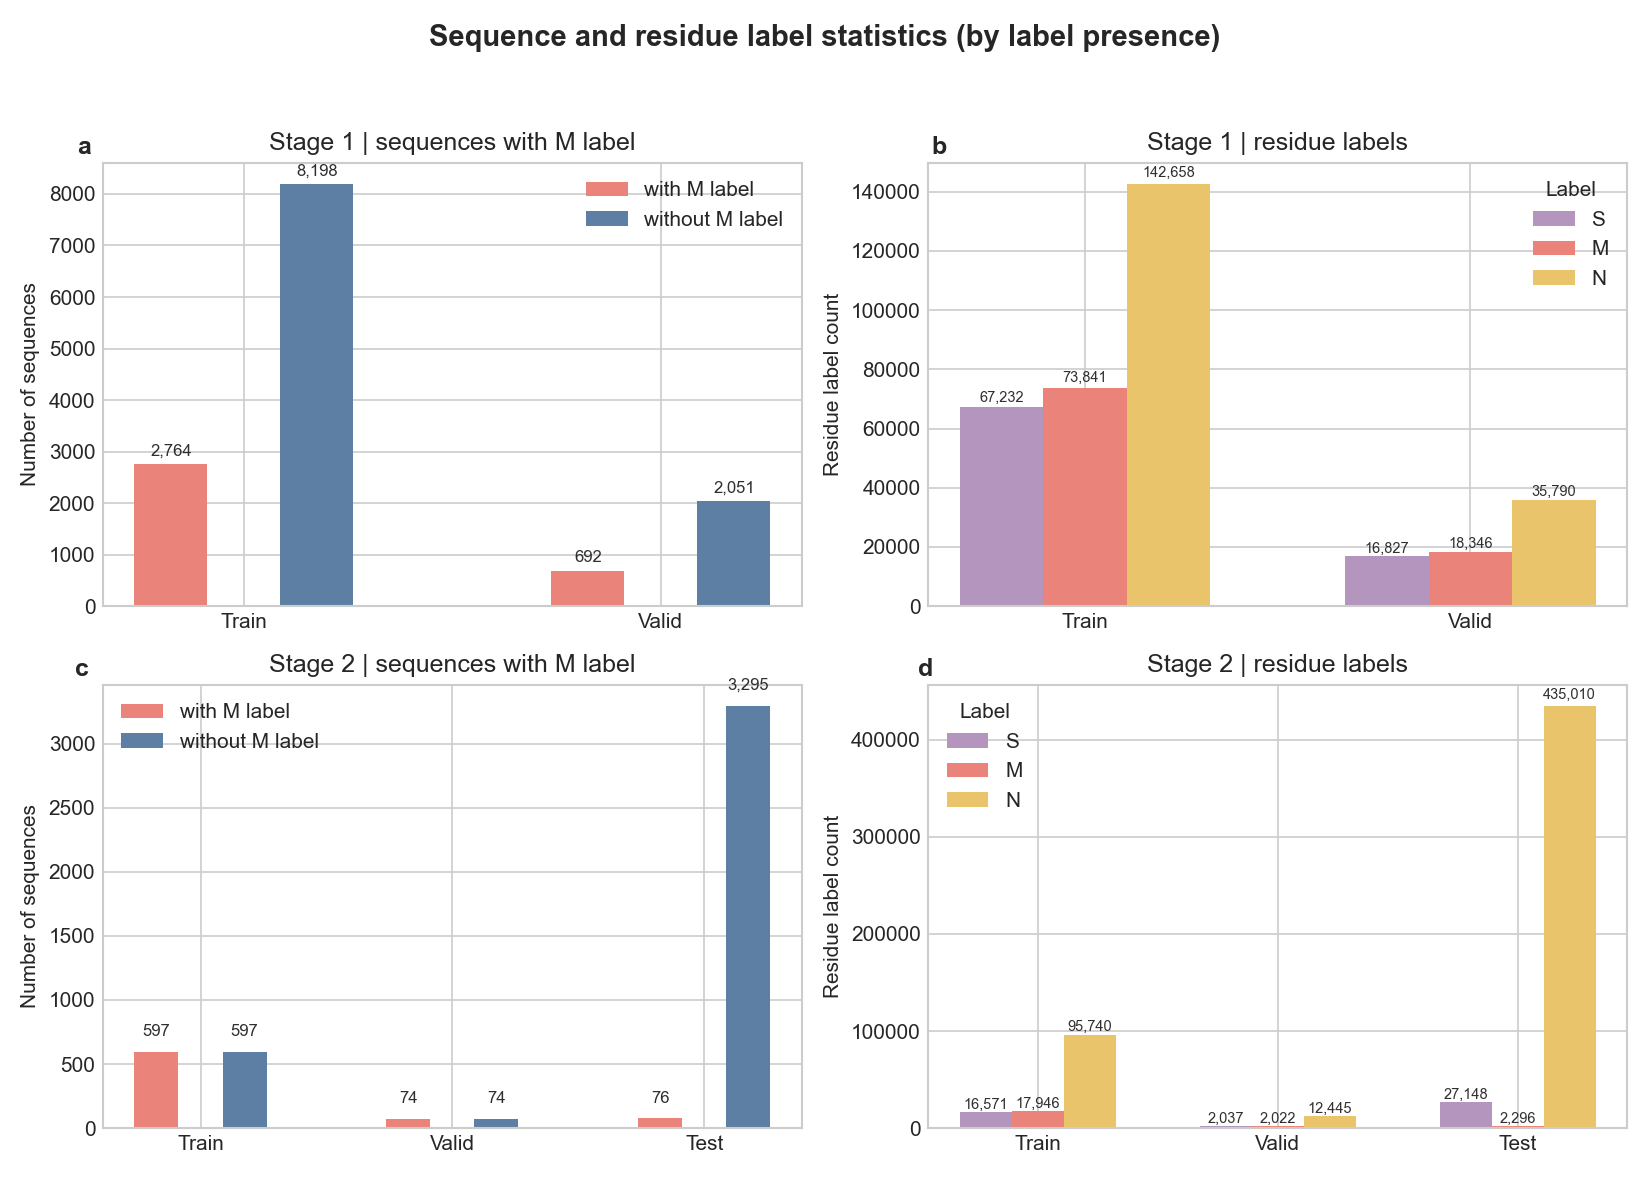 Sequence and residue label statistics (by label presence)
a
Stage 1 | sequences with M label
8,198
with M label
without M label
2,764
2,051
692
8000
7000
6000
5000
4000
3000
2000
1000
0
Number of sequences
Train
Valid
b
Stage 1 | residue labels
142,658
Label
S
M
N
73,841
67,232
35,790
16,827
18,346
140000
120000
100000
80000
60000
40000
20000
0
Residue label count
Train
Valid
c
Stage 2 | sequences with M label
3,295
with M label
without M label
597
597
74
74
76
3000
2500
2000
1500
1000
500
0
Number of sequences
Train
Valid
Test
d
Stage 2 | residue labels
435,010
Label
S
M
N
95,740
16,571
17,946
2,037
2,022
12,445
27,148
2,296
400000
300000
200000
100000
0
Residue label count
Train
Valid
Test